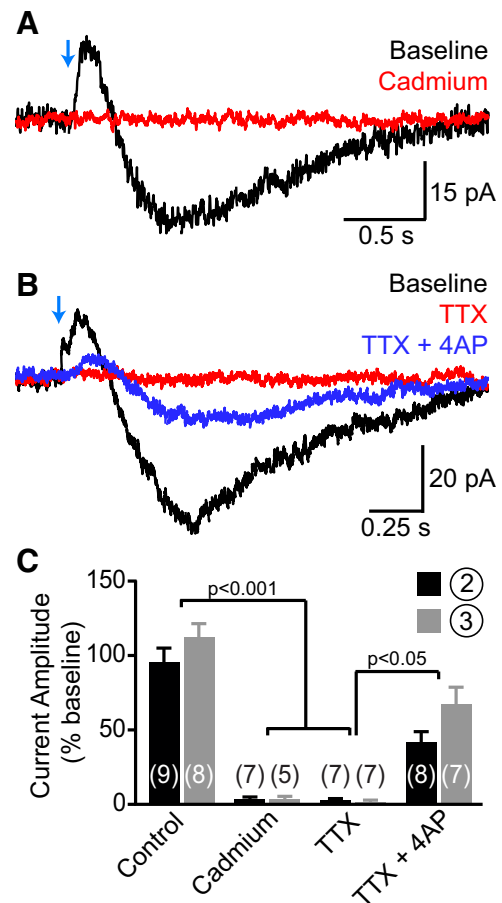 A
Baseline
Cadmium
15 pA
0.5 s
B
Baseline
TTX
TTX + 4AP
20 pA
0.25 s
C
Current Amplitude
(% baseline)
150
100
50
0
p<0.001
p<0.05
2
3
(9) (8) (7) (5) (7) (7) (8) (7)
Control
Cadmium
TTX
TTX + 4AP